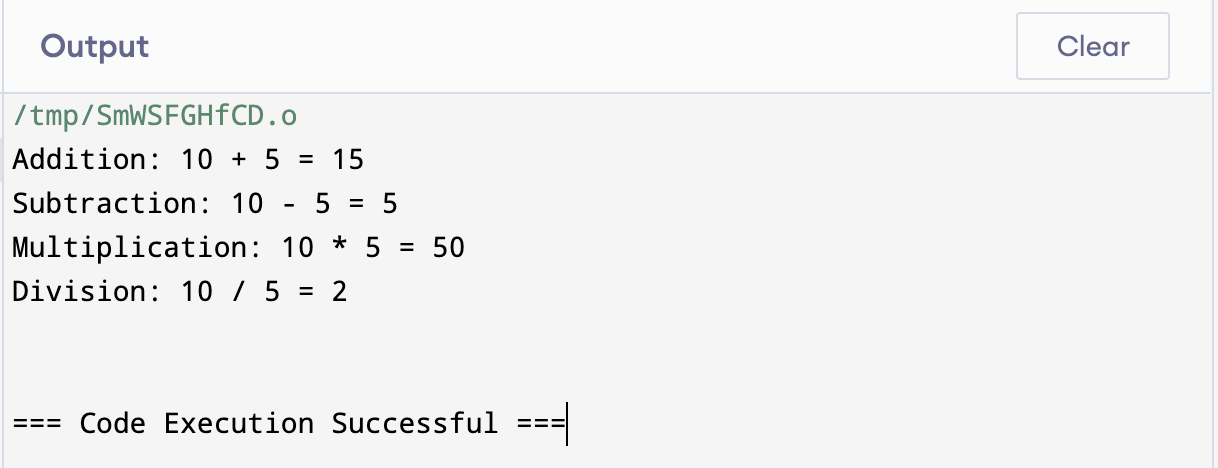 Output
Clear
/tmp/SmWSFGHfCD.o
Addition: 10 + 5 = 15
Subtraction: 10 - 5 = 5
Multiplication: 10 * 5 = 50
Division: 10 / 5 = 2
=== Code Execution Successful ===